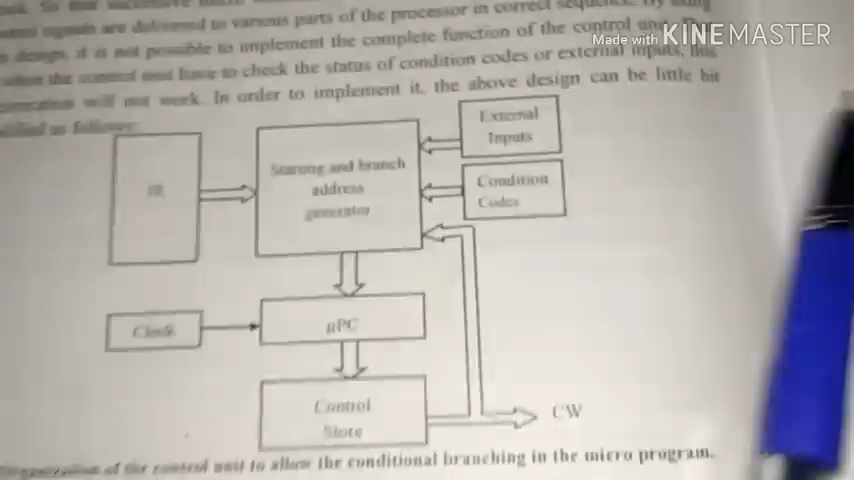 signals are delivered to various parts of the processor in correct sequence. By using
design, it is not possible to implement the complete function of the control unit.
when the control unit have to check the status of condition codes or external inputs, this
will not work. In order to implement it, the above design can be little bit
as follows:
Made with KINEMASTER
External
Inputs
IR
Starting and branch
address
generator
Condition
Codes
Clock
μPC
Control
Store
CW
Organization of the control unit to allow the conditional branching in the micro program.